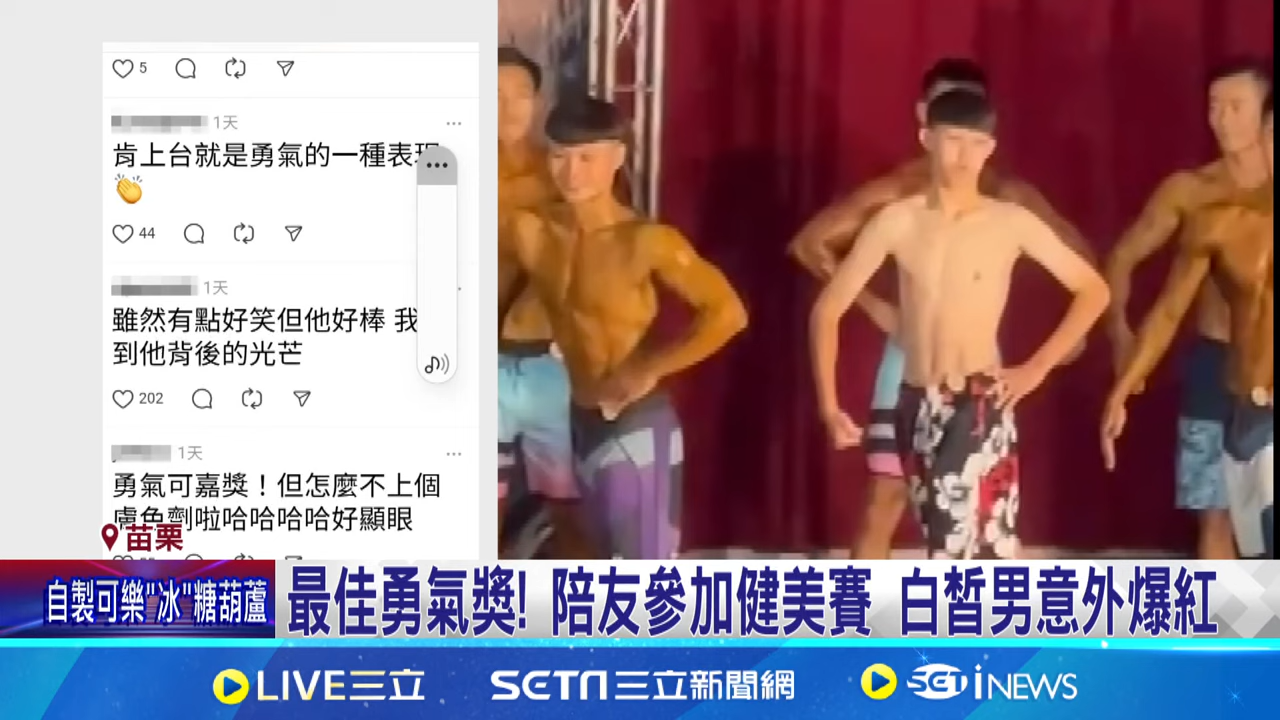 5
1天
肯上台就是勇氣的一種表現
44
1天
雖然有點好笑但他好棒 我
到他背後的光芒
202
1天
勇氣可嘉獎！但怎麼不上個
膚色劑啦哈哈哈哈好顯眼
苗栗
自製可樂"冰"糖葫蘆
最佳勇氣獎! 陪友參加健美賽 白皙男意外爆紅
LIVE三立
SETN三立新聞網
SETiNEWS